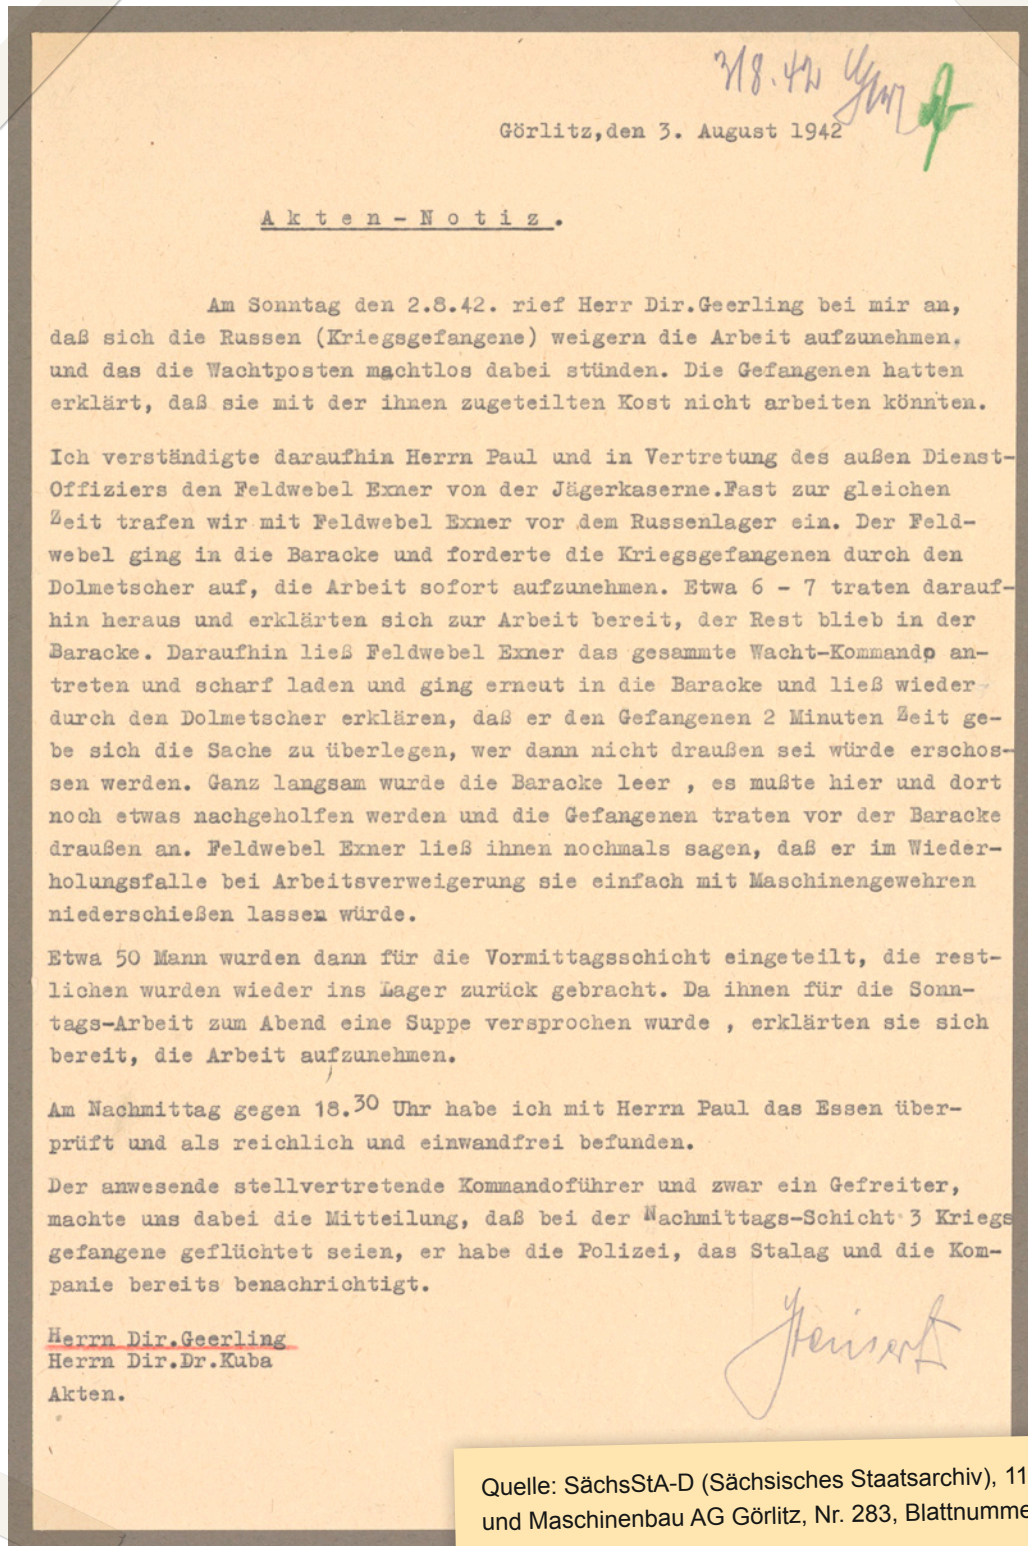 3/8.42
Görlitz,den 3. August 1942
Akten-Notiz.
Am Sonntag den 2.8.42. rief Herr Dir.Geerling bei mir an,
daß sich die Russen (Kriegsgefangene) weigern die Arbeit aufzunehmen.
und das die Wachtposten machtlos dabei stünden. Die Gefangenen hatten
erklärt, daß sie mit der ihnen zugeteilten Kost nicht arbeiten könnten.
Ich verständigte daraufhin Herrn Paul und in Vertretung des außen Dienst-
Offiziers den Feldwebel Exner von der Jägerkaserne.Fast zur gleichen
Zeit trafen wir mit Feldwebel Exner vor dem Russenlager ein. Der Feld-
webel ging in die Baracke und forderte die Kriegsgefangenen durch den
Dolmetscher auf, die Arbeit sofort aufzunehmen. Etwa 6 - 7 traten darauf-
hin heraus und erklärten sich zur Arbeit bereit, der Rest blieb in der
Baracke. Daraufhin ließ Feldwebel Exner das gesammte Wacht-Kommando an-
treten und scharf laden und ging erneut in die Baracke und ließ wieder
durch den Dolmetscher erklären, daß er den Gefangenen 2 Minuten Zeit ge-
be sich die Sache zu überlegen, wer dann nicht draußen sei würde erschos-
sen werden. Ganz langsam wurde die Baracke leer , es mußte hier und dort
noch etwas nachgeholfen werden und die Gefangenen traten vor der Baracke
draußen an. Feldwebel Exner ließ ihnen nochmals sagen, daß er im Wieder-
holungsfalle bei Arbeitsverweigerung sie einfach mit Maschinengewehren
niederschießen lassen würde.
Etwa 50 Mann wurden dann für die Vormittagsschicht eingeteilt, die rest-
lichen wurden wieder ins Lager zurück gebracht. Da ihnen für die Sonn-
tags-Arbeit zum Abend eine Suppe versprochen wurde , erklärten sie sich
bereit, die Arbeit aufzunehmen.
Am Nachmittag gegen 18.30 Uhr habe ich mit Herrn Paul das Essen über-
prüft und als reichlich und einwandfrei befunden.
Der anwesende stellvertretende Kommandoführer und zwar ein Gefreiter,
machte uns dabei die Mitteilung, daß bei der Nachmittags-Schicht 3 Kriegs
gefangene geflüchtet seien, er habe die Polizei, das Stalag und die Kom-
panie bereits benachrichtigt.
Herrn Dir.Geerling
Herrn Dir.Dr.Kuba
Akten.
Quelle: SächsStA-D (Sächsisches Staatsarchiv), 11
und Maschinenbau AG Görlitz, Nr. 283, Blattnumme